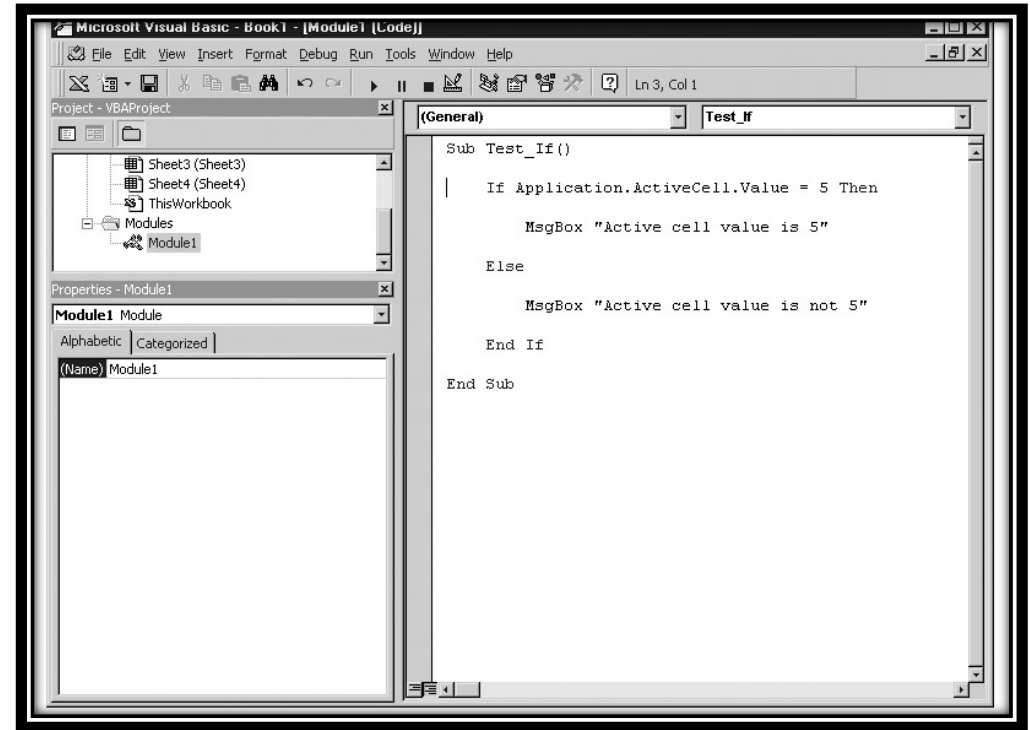 Microsoft Visual Basic - Book1 - [Module1 (Code)]
File Edit View Insert Format Debug Run Tools Window Help
Ln 3, Col 1
Project - VBAProject
Sheet3 (Sheet3)
Sheet4 (Sheet4)
ThisWorkbook
Modules
Module1
Properties - Module1
Module1 Module
Alphabetic Categorized
(Name) Module1
(General) Test_If
Sub Test_If()
If Application.ActiveCell.Value = 5 Then
MsgBox "Active cell value is 5"
Else
MsgBox "Active cell value is not 5"
End If
End Sub